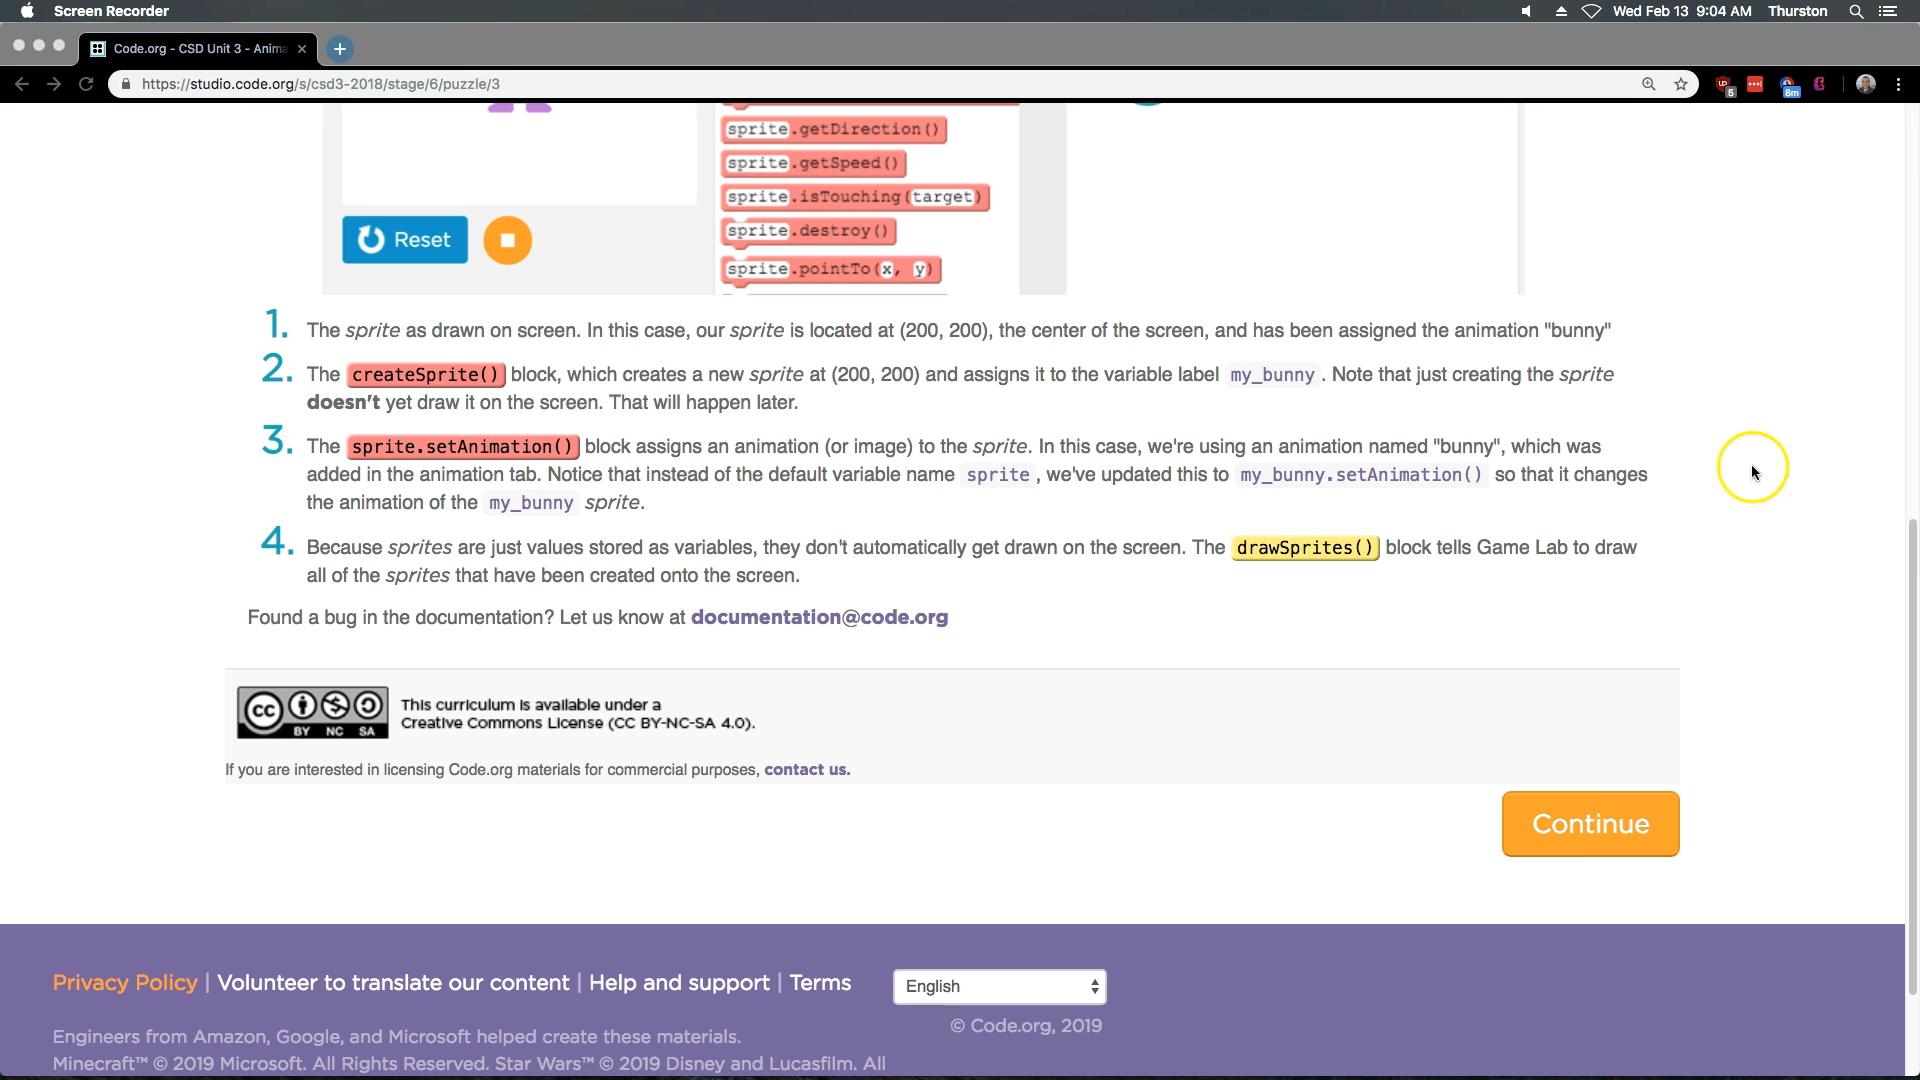 Screen Recorder
Wed Feb 13 9:04 AM Thurston
Code.org - CSD Unit 3 - Anima
https://studio.code.org/s/csd3-2018/stage/6/puzzle/3
5
8m
sprite.getDirection()
sprite.getSpeed()
sprite.isTouching(target)
sprite.destroy()
sprite.pointTo(x, y)
Reset
1. The sprite as drawn on screen. In this case, our sprite is located at (200, 200), the center of the screen, and has been assigned the animation "bunny"
2. The createSprite() block, which creates a new sprite at (200, 200) and assigns it to the variable label my_bunny. Note that just creating the sprite
doesn't yet draw it on the screen. That will happen later.
3. The sprite.setAnimation() block assigns an animation (or image) to the sprite. In this case, we're using an animation named "bunny", which was
added in the animation tab. Notice that instead of the default variable name sprite, we've updated this to my_bunny.setAnimation() so that it changes
the animation of the my_bunny sprite.
4. Because sprites are just values stored as variables, they don't automatically get drawn on the screen. The drawSprites() block tells Game Lab to draw
all of the sprites that have been created onto the screen.
Found a bug in the documentation? Let us know at documentation@code.org
cc BY NC SA
This curriculum is available under a
Creative Commons License (CC BY-NC-SA 4.0).
If you are interested in licensing Code.org materials for commercial purposes, contact us.
Continue
Privacy Policy | Volunteer to translate our content | Help and support | Terms
English
© Code.org, 2019
Engineers from Amazon, Google, and Microsoft helped create these materials.
Minecraft™ © 2019 Microsoft. All Rights Reserved. Star Wars™ © 2019 Disney and Lucasfilm. All